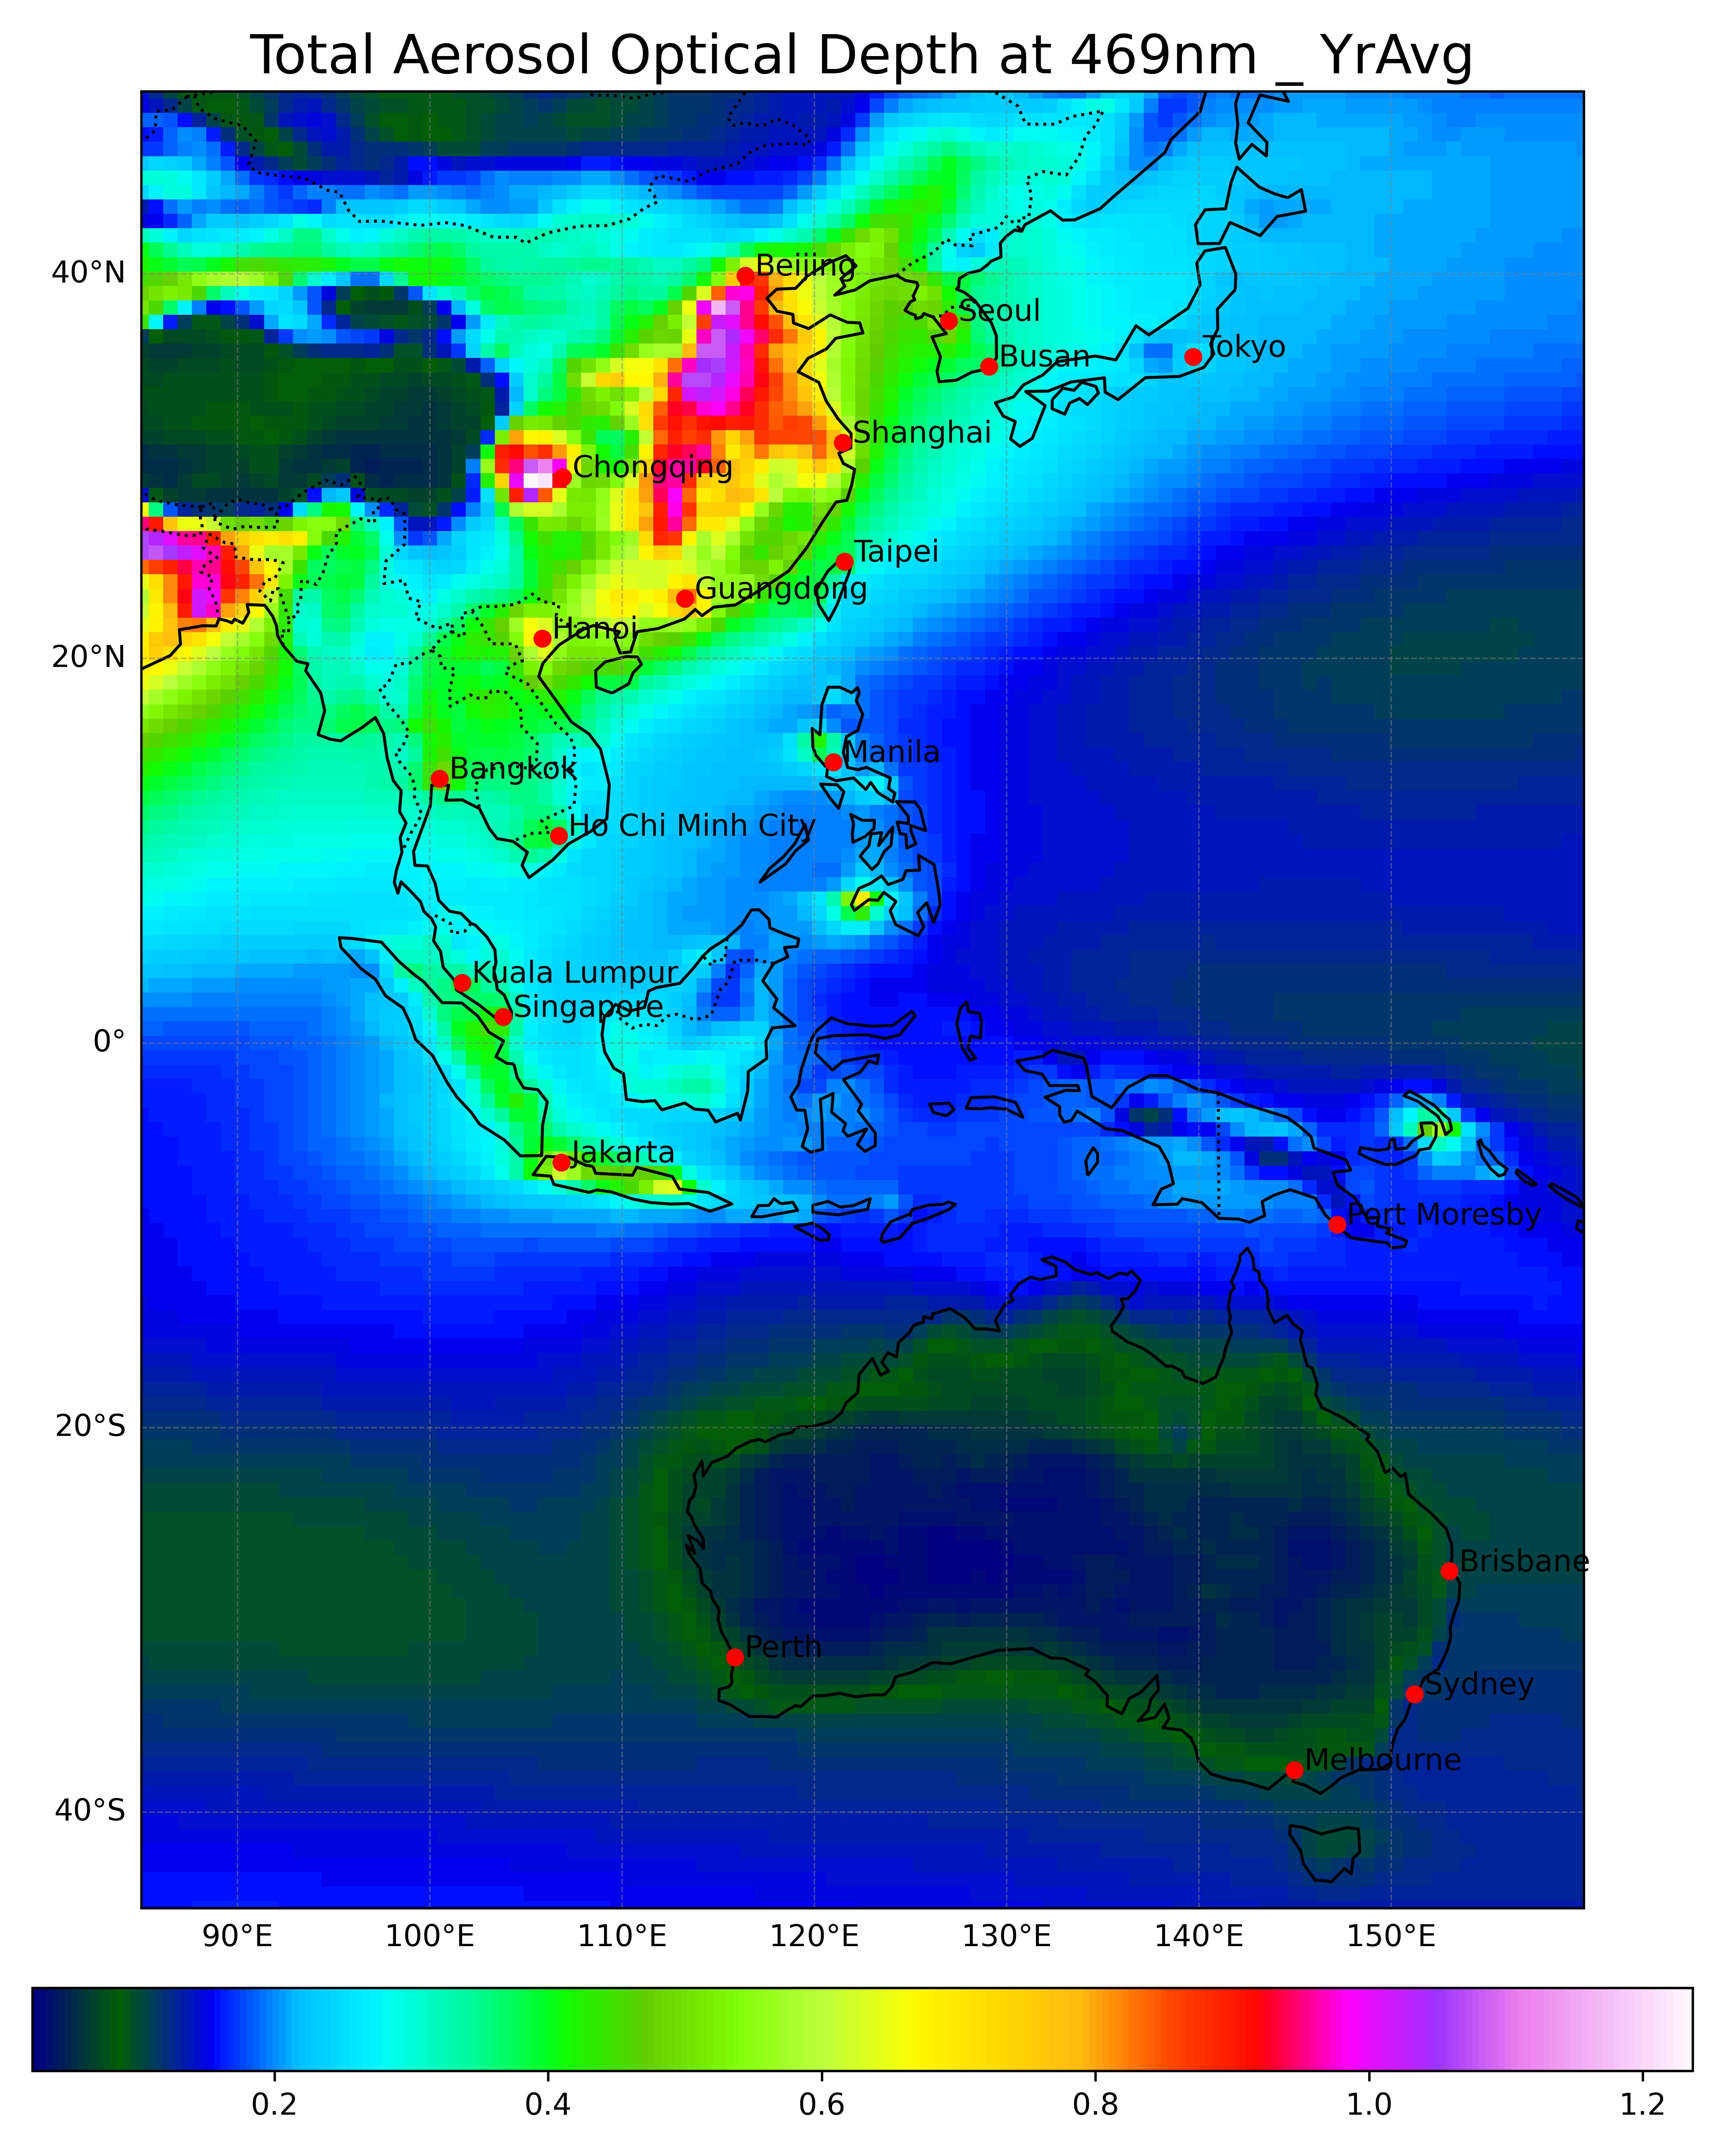 Total Aerosol Optical Depth at 469nm _ YrAvg
40°N
20°N
0°
20°S
40°S
Beijing
Seoul
Tokyo
Busan
Shanghai
Chongqing
Taipei
Guangdong
Hanoi
Manila
Bangkok
Ho Chi Minh City
Kuala Lumpur
Singapore
Jakarta
Port Moresby
Brisbane
Perth
Sydney
Melbourne
90°E 100°E 110°E 120°E 130°E 140°E 150°E
0.2 0.4 0.6 0.8 1.0 1.2